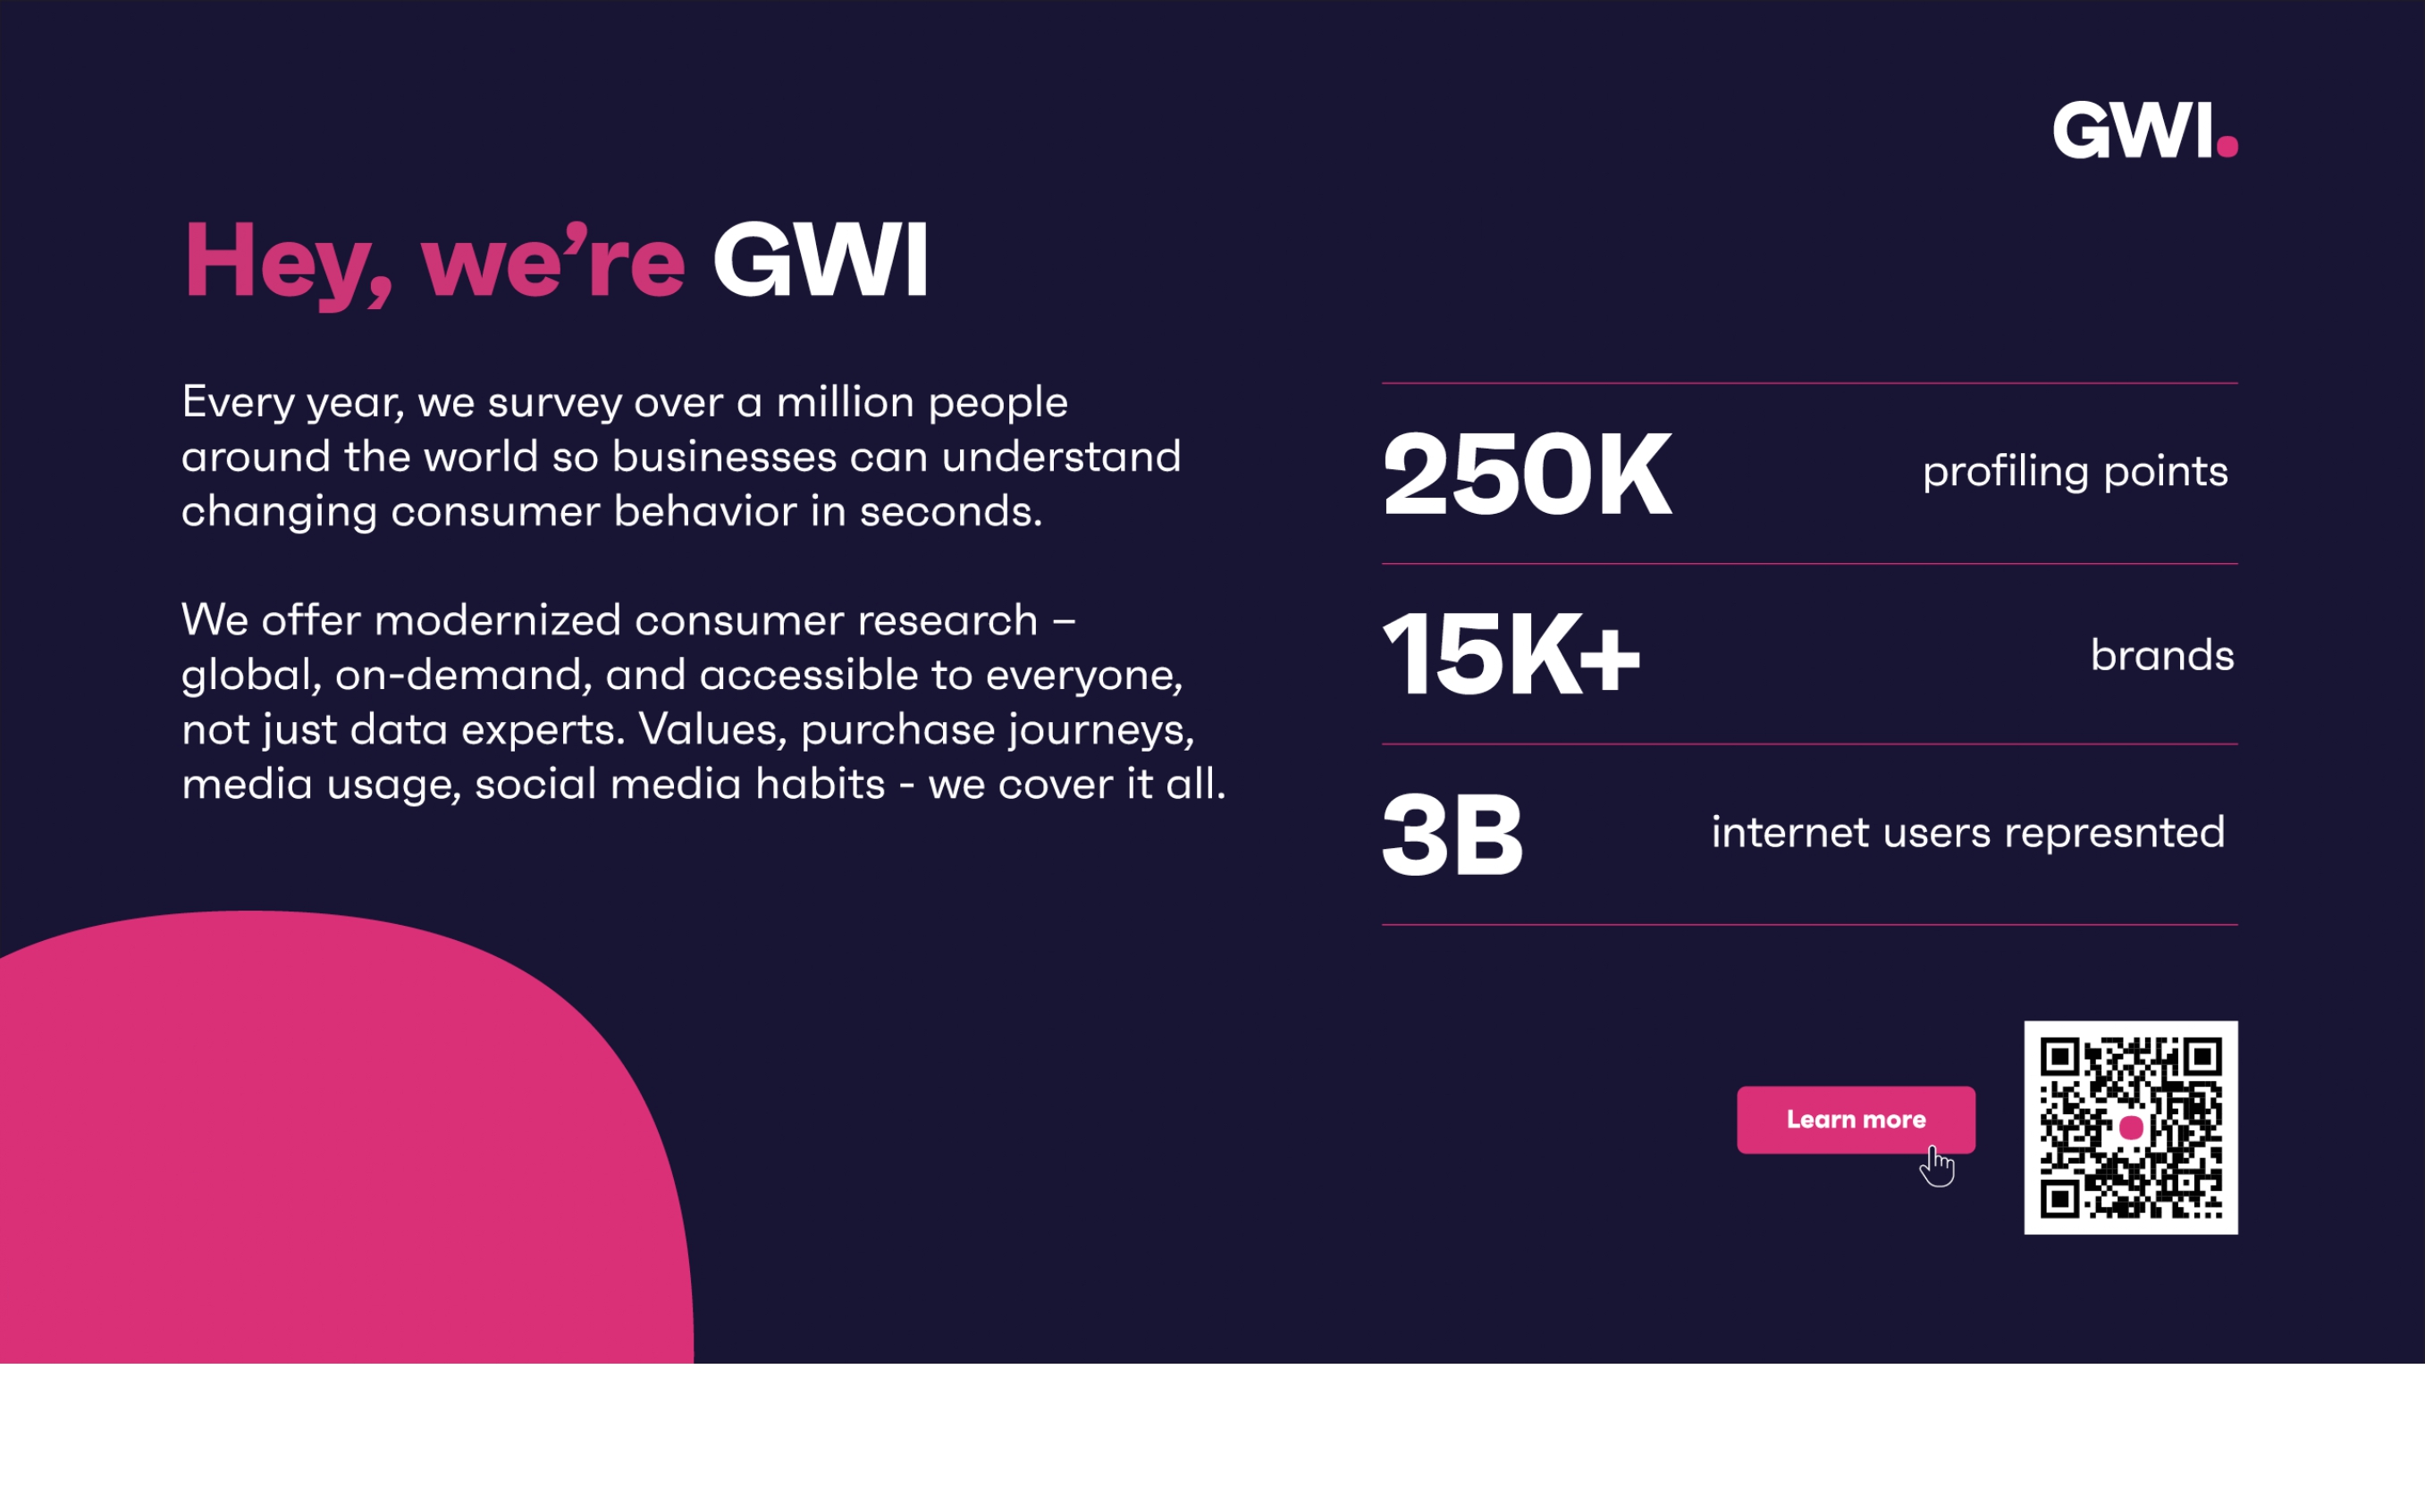 GWI.
Hey, we’re GWI
Every year, we survey over a million people
around the world so businesses can understand
changing consumer behavior in seconds.
We offer modernized consumer research –
global, on-demand, and accessible to everyone,
not just data experts. Values, purchase journeys,
media usage, social media habits - we cover it all.
250K profiling points
15K+ brands
3B internet users represnted
Learn more